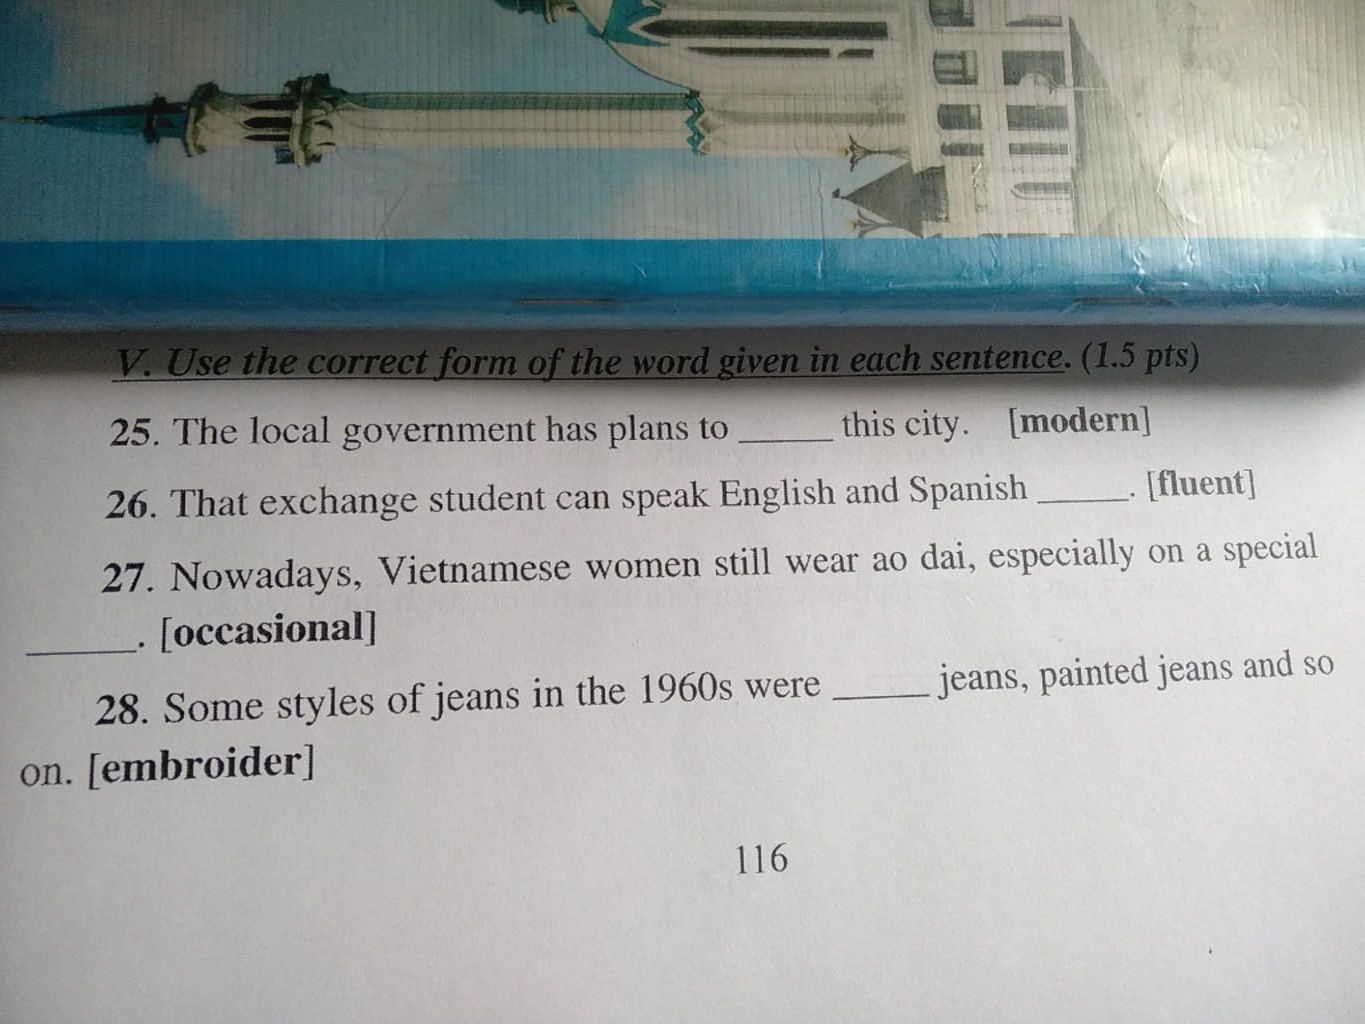 V. Use the correct form of the word given in each sentence. (1.5 pts)
25. The local government has plans to _____ this city. [modern]
26. That exchange student can speak English and Spanish _____. [fluent]
27. Nowadays, Vietnamese women still wear ao dai, especially on a special
______. [occasional]
28. Some styles of jeans in the 1960s were _____ jeans, painted jeans and so
on. [embroider]
116